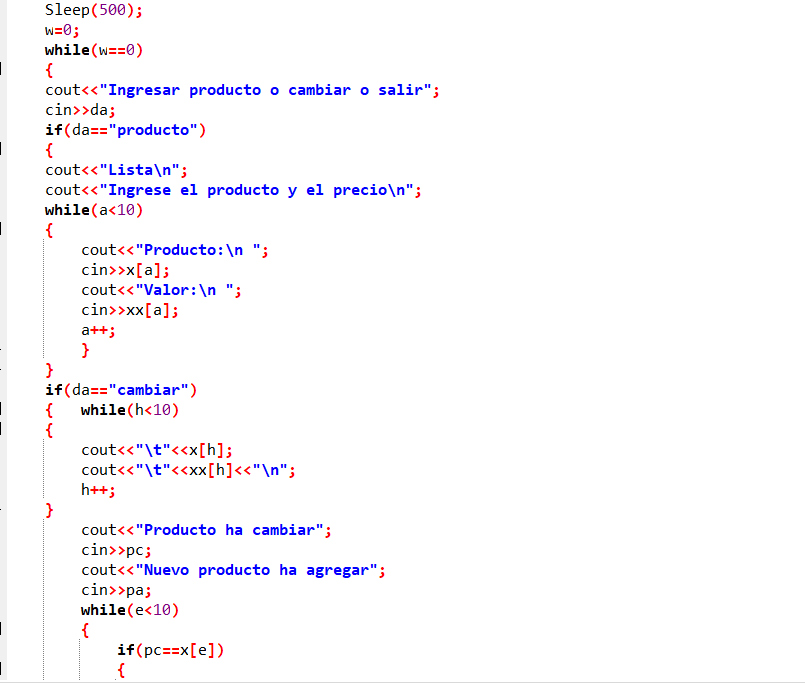 Sleep(500);
w=0;
while(w==0)
{
cout<<"Ingresar producto o cambiar o salir";
cin>>da;
if(da=="producto")
{
cout<<"Lista\n";
cout<<"Ingrese el producto y el precio\n";
while(a<10)
{
cout<<"Producto:\n ";
cin>>x[a];
cout<<"Valor:\n ";
cin>>xx[a];
a++;
}
}
if(da=="cambiar")
{   while(h<10)
{
cout<<"\t"<<x[h];
cout<<"\t"<<xx[h]<<"\n";
h++;
}
cout<<"Producto ha cambiar";
cin>>pc;
cout<<"Nuevo producto ha agregar";
cin>>pa;
while(e<10)
{
if(pc==x[e])
{